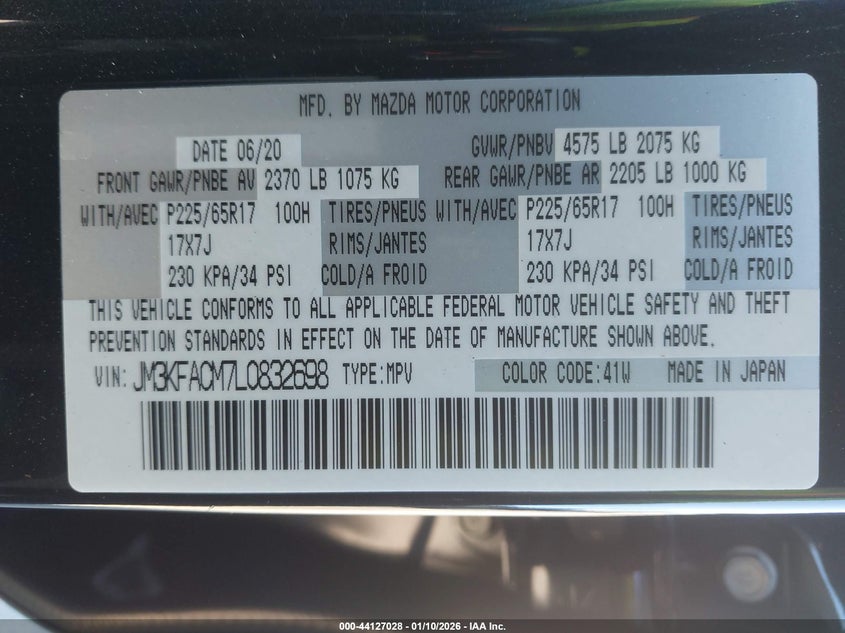 MFD. BY MAZDA MOTOR CORPORATION
DATE 06/20 GVWR/PNBV 4575 LB 2075 KG
FRONT GAWR/PNBE AV 2370 LB 1075 KG REAR GAWR/PNBE AR 2205 LB 1000 KG
WITH/AVEC P225/65R17 100H TIRES/PNEUS WITH/AVEC P225/65R17 100H TIRES/PNEUS
17X7J RIMS/JANTES 17X7J RIMS/JANTES
230 KPA/34 PSI COLD/A FROID 230 KPA/34 PSI COLD/A FROID
THIS VEHICLE CONFORMS TO ALL APPLICABLE FEDERAL MOTOR VEHICLE SAFETY AND THEFT
PREVENTION STANDARDS IN EFFECT ON THE DATE OF MANUFACTURE SHOWN ABOVE.
VIN: JM3KFACM7L0832698 TYPE:MPV COLOR CODE:41W MADE IN JAPAN
000-44127028 - 01/10/2026 - IAA Inc.